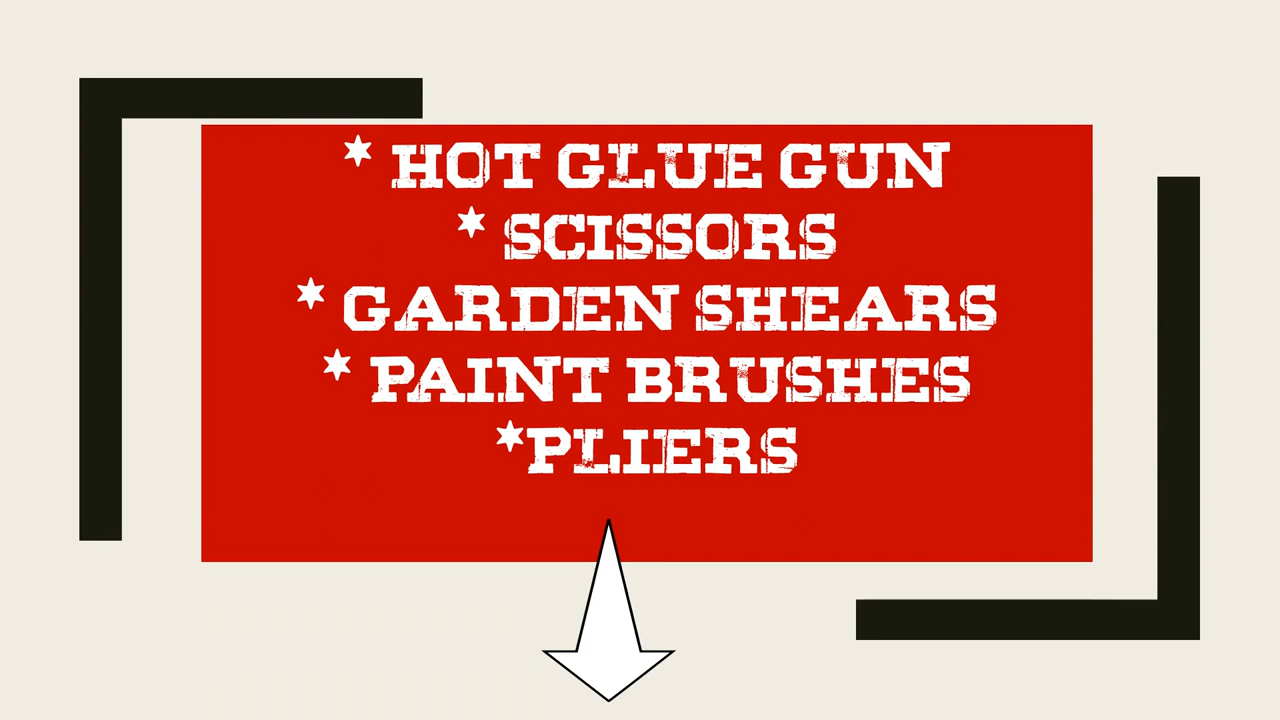 * HOT GLUE GUN
* SCISSORS
* GARDEN SHEARS
* PAINT BRUSHES
*PLIERS